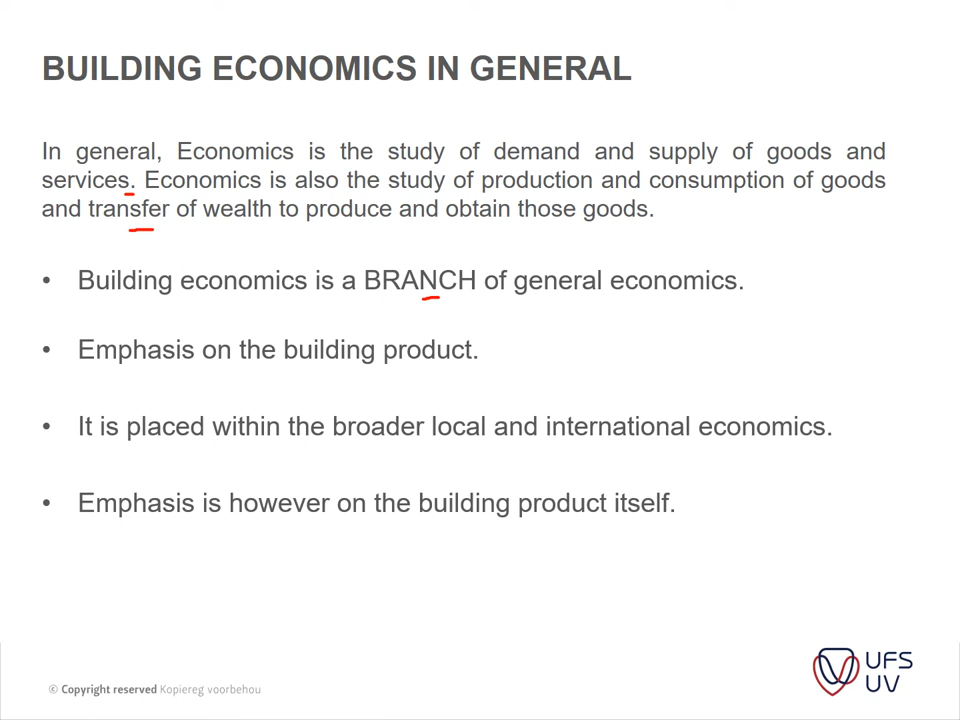 BUILDING ECONOMICS IN GENERAL
In general, Economics is the study of demand and supply of goods and
services. Economics is also the study of production and consumption of goods
and transfer of wealth to produce and obtain those goods.
• Building economics is a BRANCH of general economics.
• Emphasis on the building product.
• It is placed within the broader local and international economics.
• Emphasis is however on the building product itself.
© Copyright reserved Kopiereg voorbehou
UFS
UV